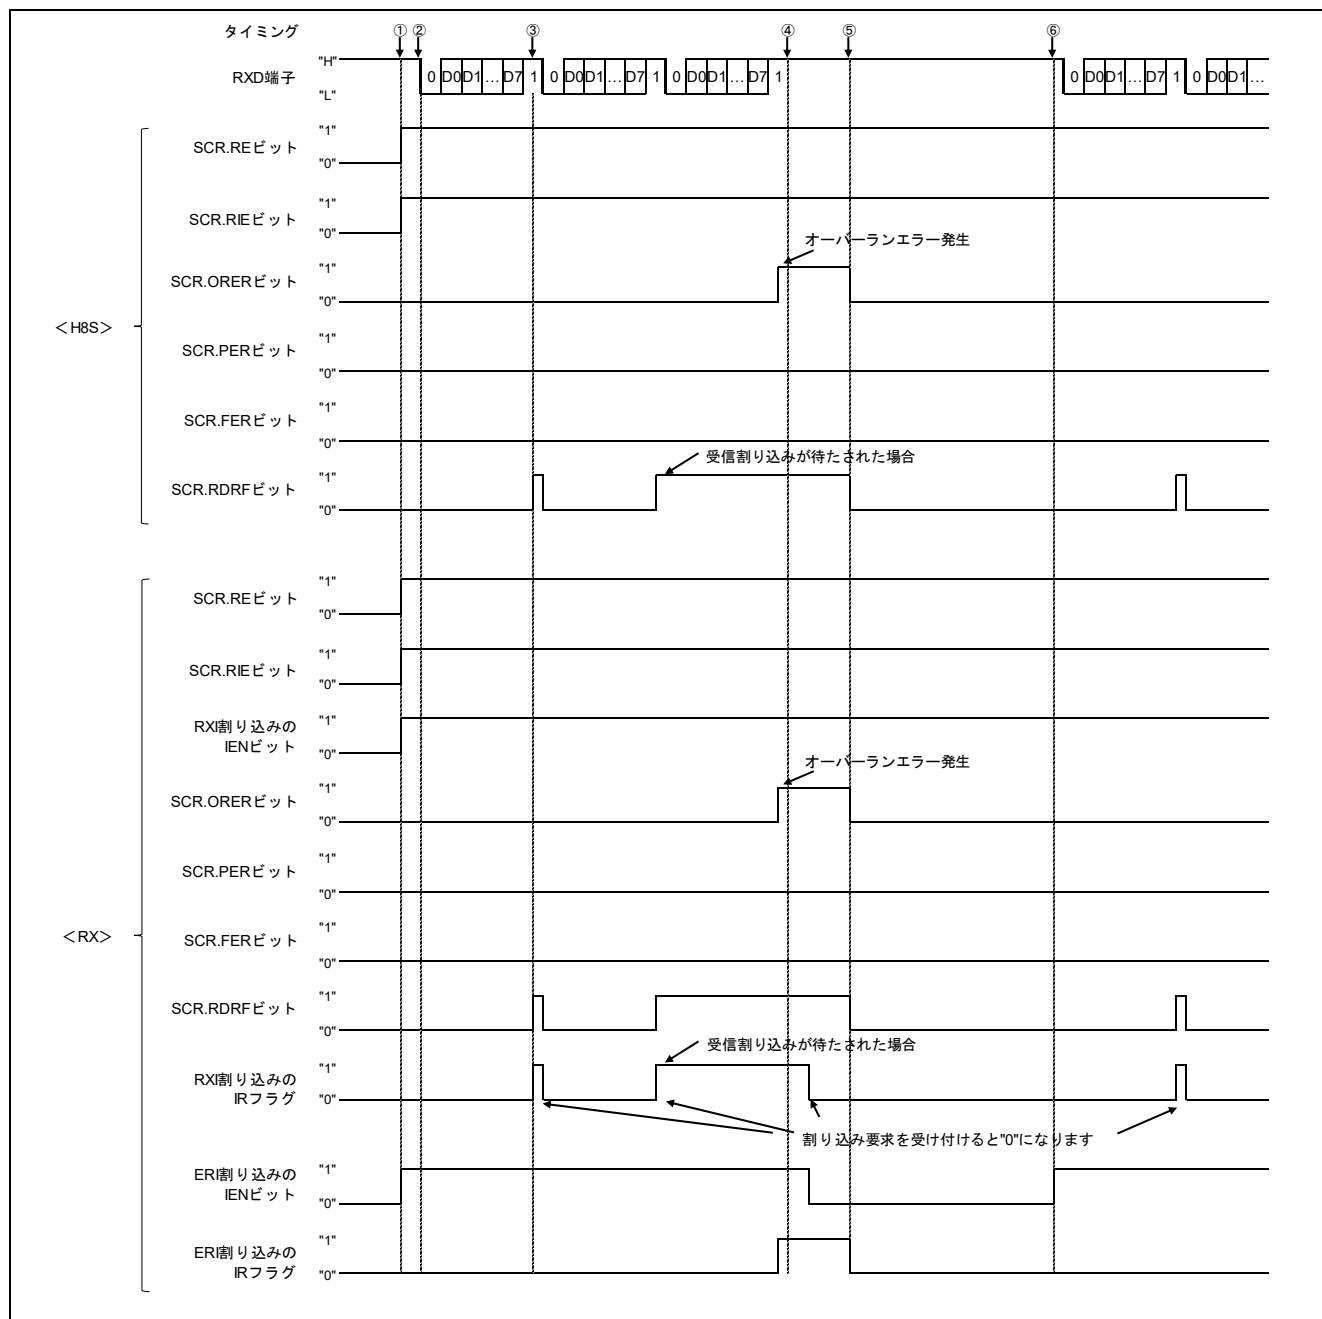 タイミング ① ② ③ ④ ⑤ ⑥
RXD端子 "H" "L" 0 D0 D1 … D7 1 0 D0 D1 … D7 1 0 D0 D1 … D7 1 0 D0 D1 … D7 1 0 D0 D1 …
＜H8S＞
SCR.REビット "1" "0"
SCR.RIEビット "1" "0"
オーバーランエラー発生
SCR.ORERビット "1" "0"
SCR.PERビット "1" "0"
SCR.FERビット "1" "0"
受信割り込みが待たされた場合
SCR.RDRFビット "1" "0"
＜RX＞
SCR.REビット "1" "0"
SCR.RIEビット "1" "0"
RXI割り込みの
IENビット "1" "0"
オーバーランエラー発生
SCR.ORERビット "1" "0"
SCR.PERビット "1" "0"
SCR.FERビット "1" "0"
SCR.RDRFビット "1" "0"
受信割り込みが待たされた場合
RXI割り込みの
IRフラグ "1" "0"
割り込み要求を受け付けると"0"になります
ERI割り込みの
IENビット "1" "0"
ERI割り込みの
IRフラグ "1" "0"